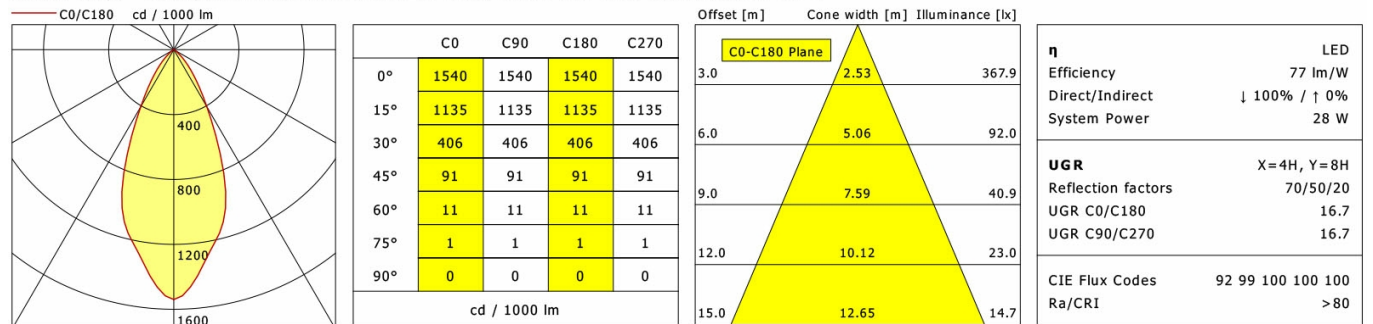 C0/C180 cd / 1000 lm
400
800
1200
1600
C0 C90 C180 C270
0° 1540 1540 1540 1540
15° 1135 1135 1135 1135
30° 406 406 406 406
45° 91 91 91 91
60° 11 11 11 11
75° 1 1 1 1
90° 0 0 0 0
cd / 1000 lm
Offset [m] Cone width [m] Illuminance [lx]
C0-C180 Plane
3.0 2.53 367.9
6.0 5.06 92.0
9.0 7.59 40.9
12.0 10.12 23.0
15.0 12.65 14.7
η LED
Efficiency 77 lm/W
Direct/Indirect ↓ 100% / ↑ 0%
System Power 28 W
UGR X=4H, Y=8H
Reflection factors 70/50/20
UGR C0/C180 16.7
UGR C90/C270 16.7
CIE Flux Codes 92 99 100 100 100
Ra/CRI >80